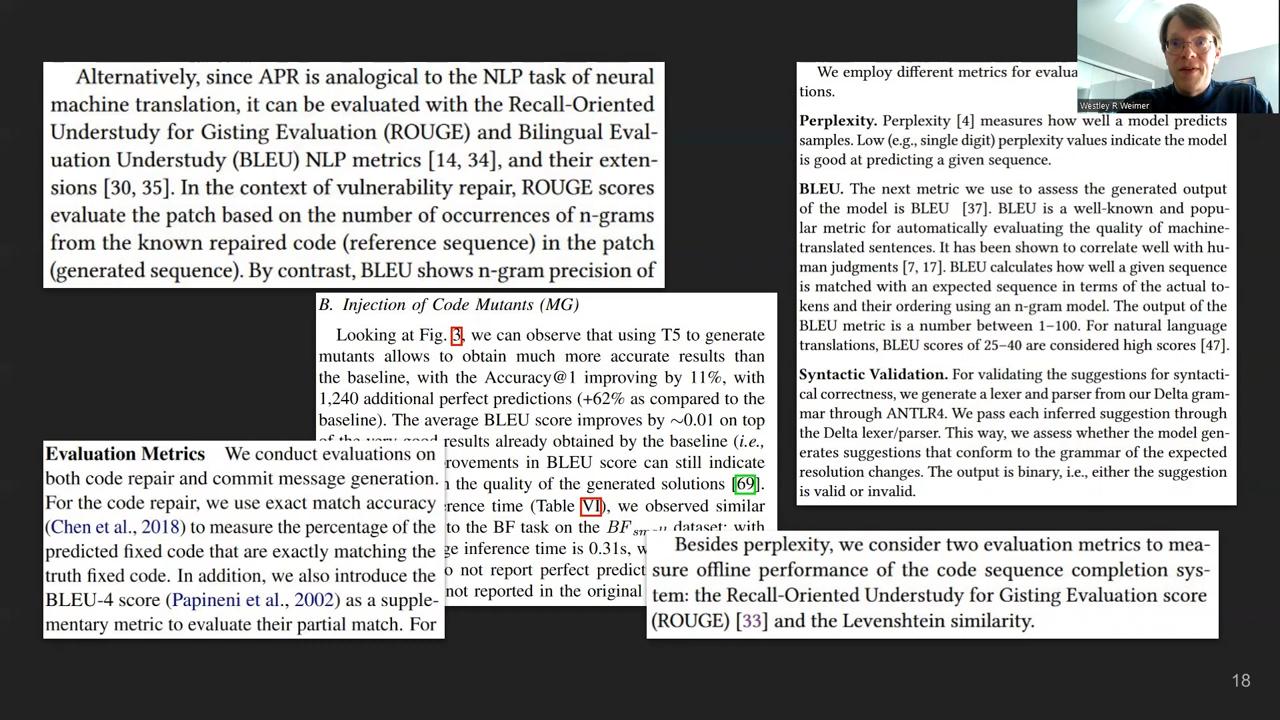 Alternatively, since APR is analogical to the NLP task of neural
machine translation, it can be evaluated with the Recall-Oriented
Understudy for Gisting Evaluation (ROUGE) and Bilingual Eval-
uation Understudy (BLEU) NLP metrics [14, 34], and their exten-
sions [30, 35]. In the context of vulnerability repair, ROUGE scores
evaluate the patch based on the number of occurrences of n-grams
from the known repaired code (reference sequence) in the patch
(generated sequence). By contrast, BLEU shows n-gram precision of
B. Injection of Code Mutants (MG)
Looking at Fig. 3, we can observe that using T5 to generate
mutants allows to obtain much more accurate results than
the baseline, with the Accuracy@1 improving by 11%, with
1,240 additional perfect predictions (+62% as compared to the
baseline). The average BLEU score improves by ~0.01 on top
results already obtained by the baseline (i.e.,
rovements in BLEU score can still indicate
the quality of the generated solutions [69].
rence time (Table VI), we observed similar
to the BF task on the BF dataset: with
ge inference time is 0.31s,
not report perfect predict
not reported in the original
Evaluation Metrics We conduct evaluations on
both code repair and commit message generation.
For the code repair, we use exact match accuracy
(Chen et al., 2018) to measure the percentage of the
predicted fixed code that are exactly matching the
truth fixed code. In addition, we also introduce the
BLEU-4 score (Papineni et al., 2002) as a supple-
mentary metric to evaluate their partial match. For
We employ different metrics for evalua
tions.
Perplexity. Perplexity [4] measures how well a model predicts
samples. Low (e.g., single digit) perplexity values indicate the model
is good at predicting a given sequence.
BLEU. The next metric we use to assess the generated output
of the model is BLEU [37]. BLEU is a well-known and popu-
lar metric for automatically evaluating the quality of machine-
translated sentences. It has been shown to correlate well with hu-
man judgments [7, 17]. BLEU calculates how well a given sequence
is matched with an expected sequence in terms of the actual to-
kens and their ordering using an n-gram model. The output of the
BLEU metric is a number between 1–100. For natural language
translations, BLEU scores of 25–40 are considered high scores [47].
Syntactic Validation. For validating the suggestions for syntacti-
cal correctness, we generate a lexer and parser from our Delta gram-
mar through ANTLR4. We pass each inferred suggestion through
the Delta lexer/parser. This way, we assess whether the model gen-
erates suggestions that conform to the grammar of the expected
resolution changes. The output is binary, i.e., either the suggestion
is valid or invalid.
Besides perplexity, we consider two evaluation metrics to mea-
sure offline performance of the code sequence completion sys-
tem: the Recall-Oriented Understudy for Gisting Evaluation score
(ROUGE) [33] and the Levenshtein similarity.
Westley R Weimer
18